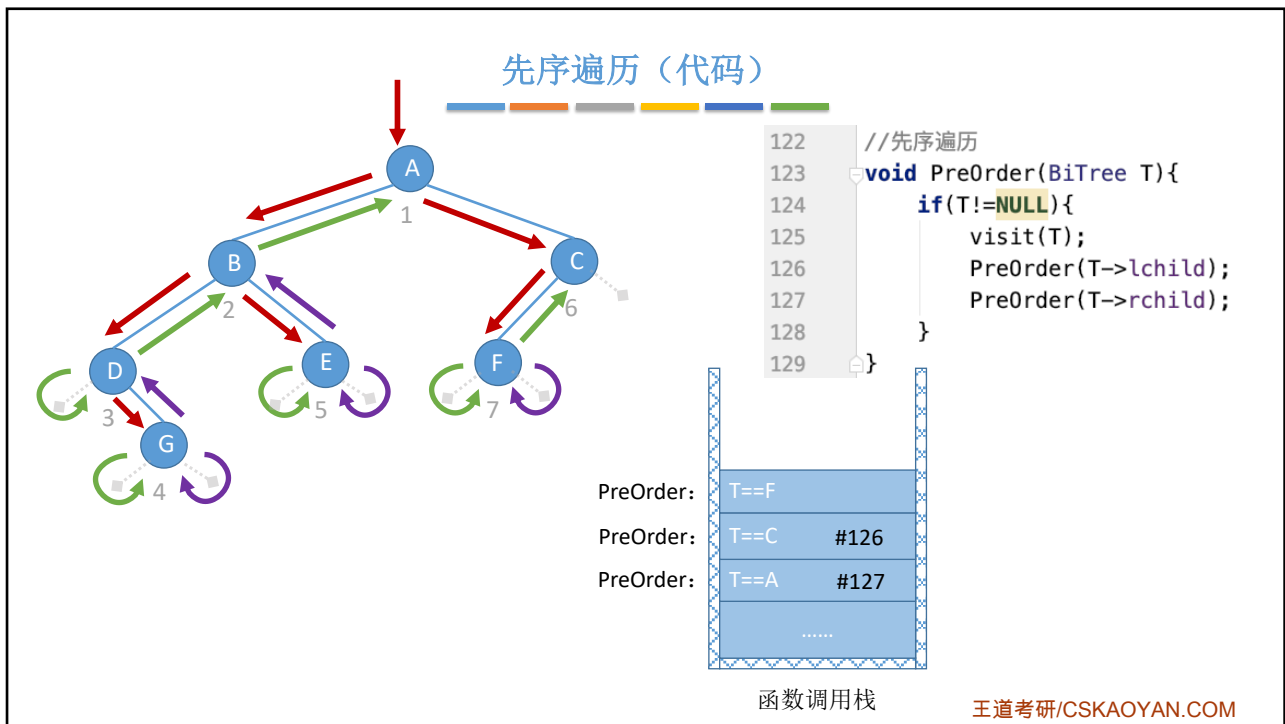 先序遍历（代码）
A
1
B
2
C
6
D
3
E
5
F
7
G
4
122 //先序遍历
123 void PreOrder(BiTree T){
124 if(T!=NULL){
125 visit(T);
126 PreOrder(T->lchild);
127 PreOrder(T->rchild);
128 }
129 }
PreOrder： T==F
PreOrder： T==C #126
PreOrder： T==A #127
……
函数调用栈
王道考研/CSKAOYAN.COM